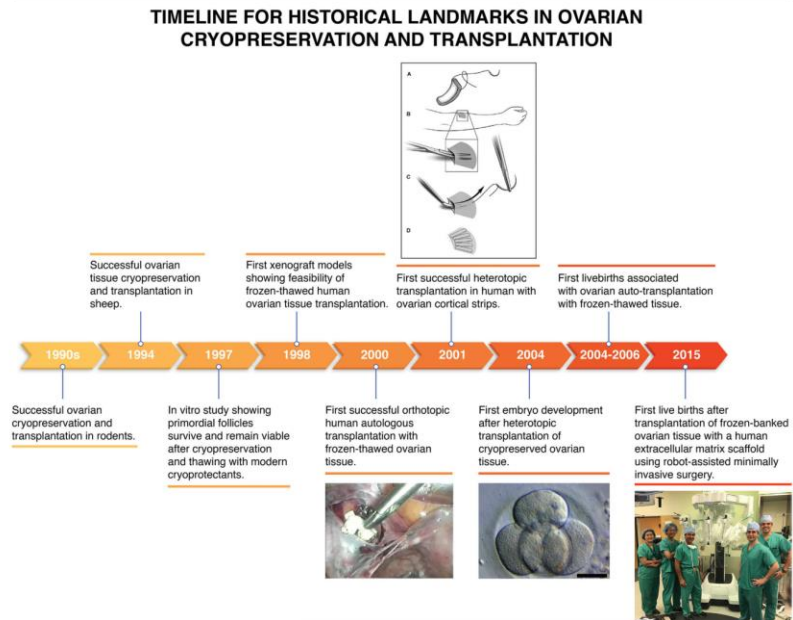 TIMELINE FOR HISTORICAL LANDMARKS IN OVARIAN
CRYOPRESERVATION AND TRANSPLANTATION
A
B
C
D
Successful ovarian
tissue cryopreservation
and transplantation in
sheep.
First xenograft models
showing feasibility of
frozen-thawed human
ovarian tissue transplantation.
First successful heterotopic
transplantation in human with
ovarian cortical strips.
First livebirths associated
with ovarian auto-transplantation
with frozen-thawed tissue.
1990s
1994
1997
1998
2000
2001
2004
2004-2006
2015
Successful ovarian
cryopreservation and
transplantation in rodents.
In vitro study showing
primordial follicles
survive and remain viable
after cryopreservation
and thawing with modern
cryoprotectants.
First successful orthotopic
human autologous
transplantation with
frozen-thawed ovarian
tissue.
First embryo development
after heterotopic
transplantation of
cryopreserved ovarian
tissue.
First live births after
transplantation of frozen-banked
ovarian tissue with a human
extracellular matrix scaffold
using robot-assisted minimally
invasive surgery.